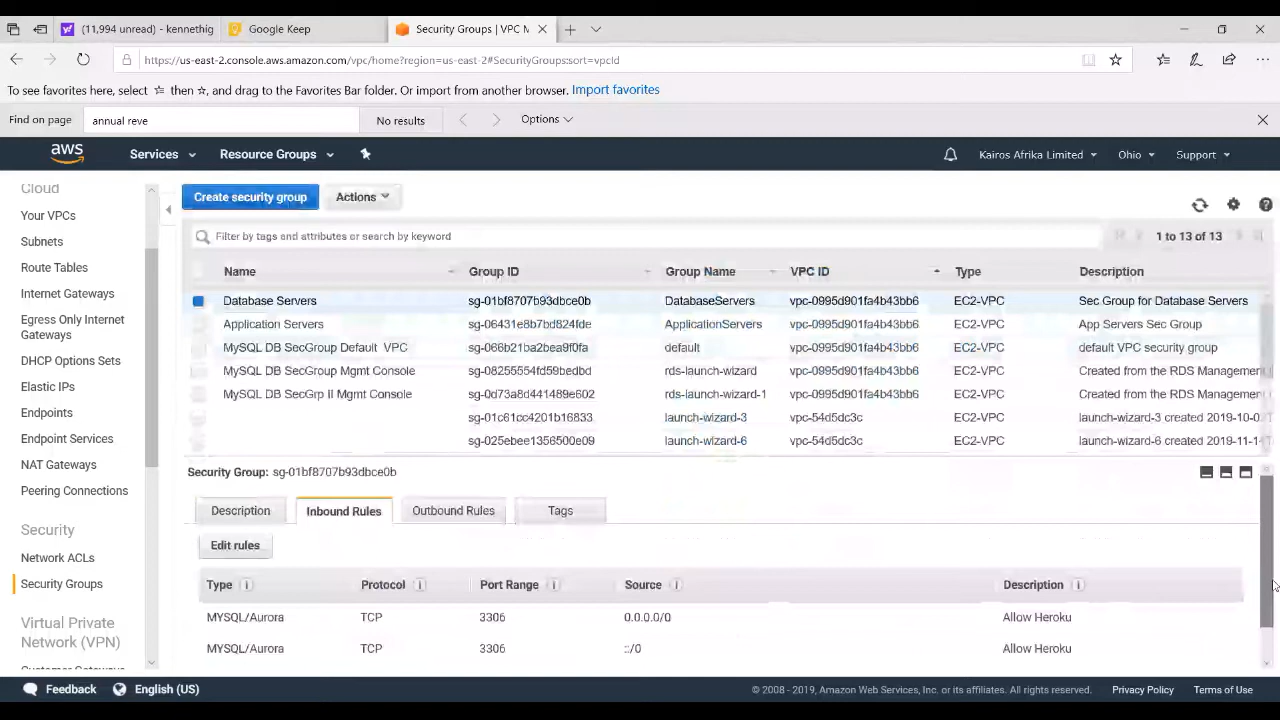 (11,994 unread) - kennethig
Google Keep
Security Groups | VPC M
https://us-east-2.console.aws.amazon.com/vpc/home?region=us-east-2#SecurityGroups:sort=vpcId
To see favorites here, select ☆ then ☆, and drag to the Favorites Bar folder. Or import from another browser. Import favorites
Find on page annual reve No results Options
aws Services Resource Groups Kairos Afrika Limited Ohio Support
Cloud
Your VPCs
Subnets
Route Tables
Internet Gateways
Egress Only Internet
Gateways
DHCP Options Sets
Elastic IPs
Endpoints
Endpoint Services
NAT Gateways
Peering Connections
Security
Network ACLs
Security Groups
Virtual Private
Network (VPN)
Customer Gateways
Create security group Actions
Filter by tags and attributes or search by keyword 1 to 13 of 13
Name Group ID Group Name VPC ID Type Description
Database Servers sg-01bf8707b93dbce0b DatabaseServers vpc-0995d901fa4b43bb6 EC2-VPC Sec Group for Database Servers
Application Servers sg-06431e8b7bd824fde ApplicationServers vpc-0995d901fa4b43bb6 EC2-VPC App Servers Sec Group
MySQL DB SecGroup Default VPC sg-066b21ba2bea9f0fa default vpc-0995d901fa4b43bb6 EC2-VPC default VPC security group
MySQL DB SecGroup Mgmt Console sg-08255554fd59bedbd rds-launch-wizard vpc-0995d901fa4b43bb6 EC2-VPC Created from the RDS Management
MySQL DB SecGrp II Mgmt Console sg-0d73a8d441489e602 rds-launch-wizard-1 vpc-0995d901fa4b43bb6 EC2-VPC Created from the RDS Management
sg-01c61cc4201b16833 launch-wizard-3 vpc-54d5dc3c EC2-VPC launch-wizard-3 created 2019-10-0
sg-025ebee1356500e09 launch-wizard-6 vpc-54d5dc3c EC2-VPC launch-wizard-6 created 2019-11-1
Security Group: sg-01bf8707b93dbce0b
Description Inbound Rules Outbound Rules Tags
Edit rules
Type Protocol Port Range Source Description
MYSQL/Aurora TCP 3306 0.0.0.0/0 Allow Heroku
MYSQL/Aurora TCP 3306 ::/0 Allow Heroku
Feedback English (US) © 2008 - 2019, Amazon Web Services, Inc. or its affiliates. All rights reserved. Privacy Policy Terms of Use